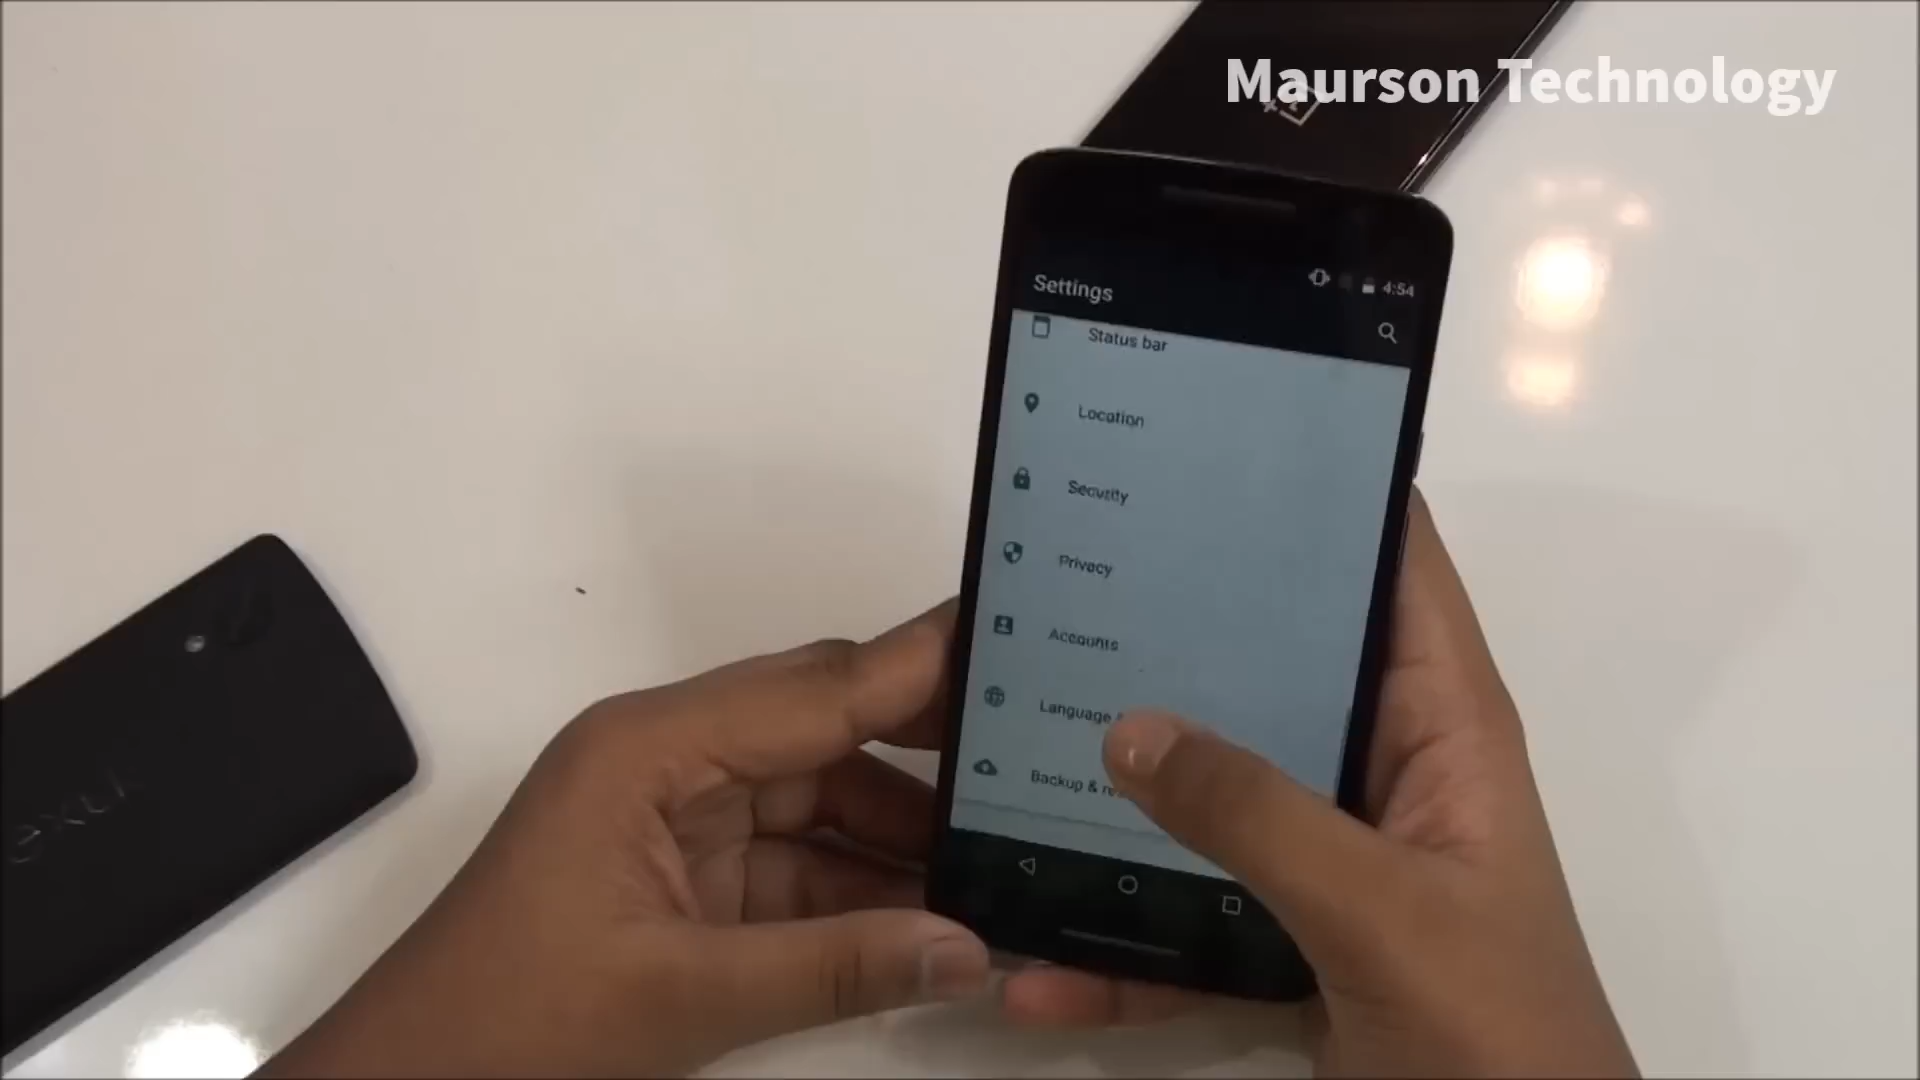 Maurson Technology
4:54
Settings
Status bar
Location
Security
Privacy
Accounts
Language
Backup &